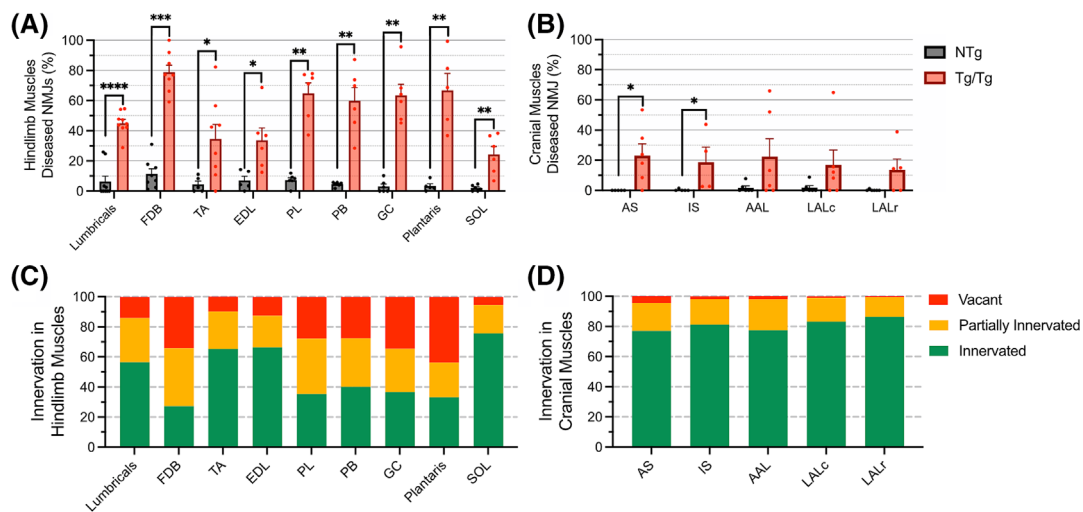 (A)
Hindlimb Muscles
Diseased NMJs (%)
100
80
60
40
20
0
****
***
*
*
**
**
**
**
**
Lumbricals
FDB
TA
EDL
PL
PB
GC
Plantaris
SOL
(B)
Cranial Muscles
Diseased NMJ (%)
100
80
60
40
20
0
*
*
AS
IS
AAL
LALc
LALr
NTg
Tg/Tg
(C)
Innervation in
Hindlimb Muscles
100
80
60
40
20
0
Lumbricals
FDB
TA
EDL
PL
PB
GC
Plantaris
SOL
(D)
Innervation in
Cranial Muscles
100
80
60
40
20
0
AS
IS
AAL
LALc
LALr
Vacant
Partially Innervated
Innervated